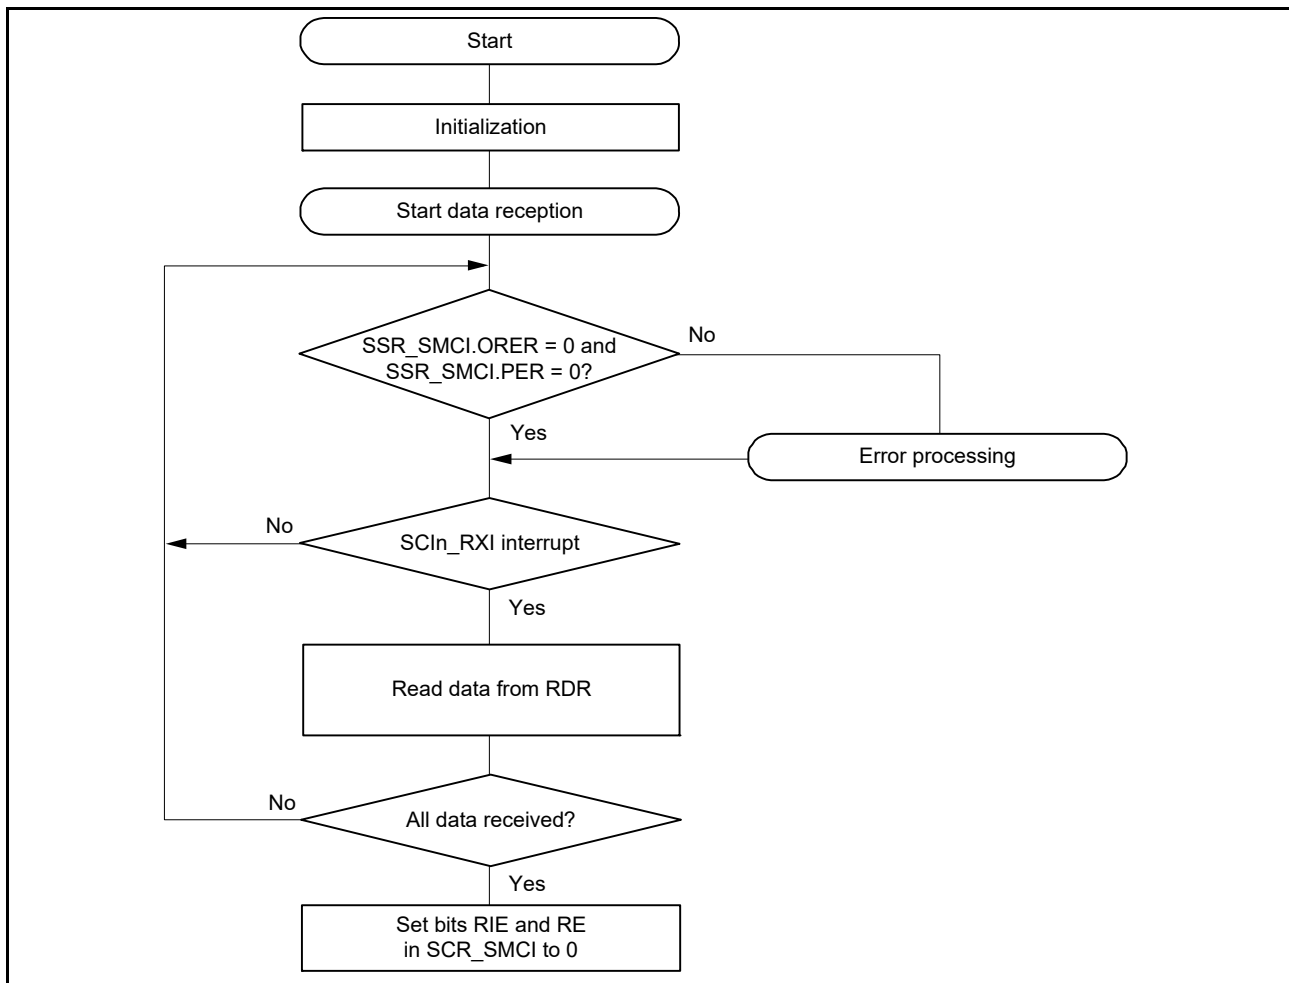 Start
Initialization
Start data reception
SSR_SMCI.ORER = 0 and
SSR_SMCI.PER = 0?
No
Yes
Error processing
No
SCIn_RXI interrupt
Yes
Read data from RDR
No
All data received?
Yes
Set bits RIE and RE
in SCR_SMCI to 0